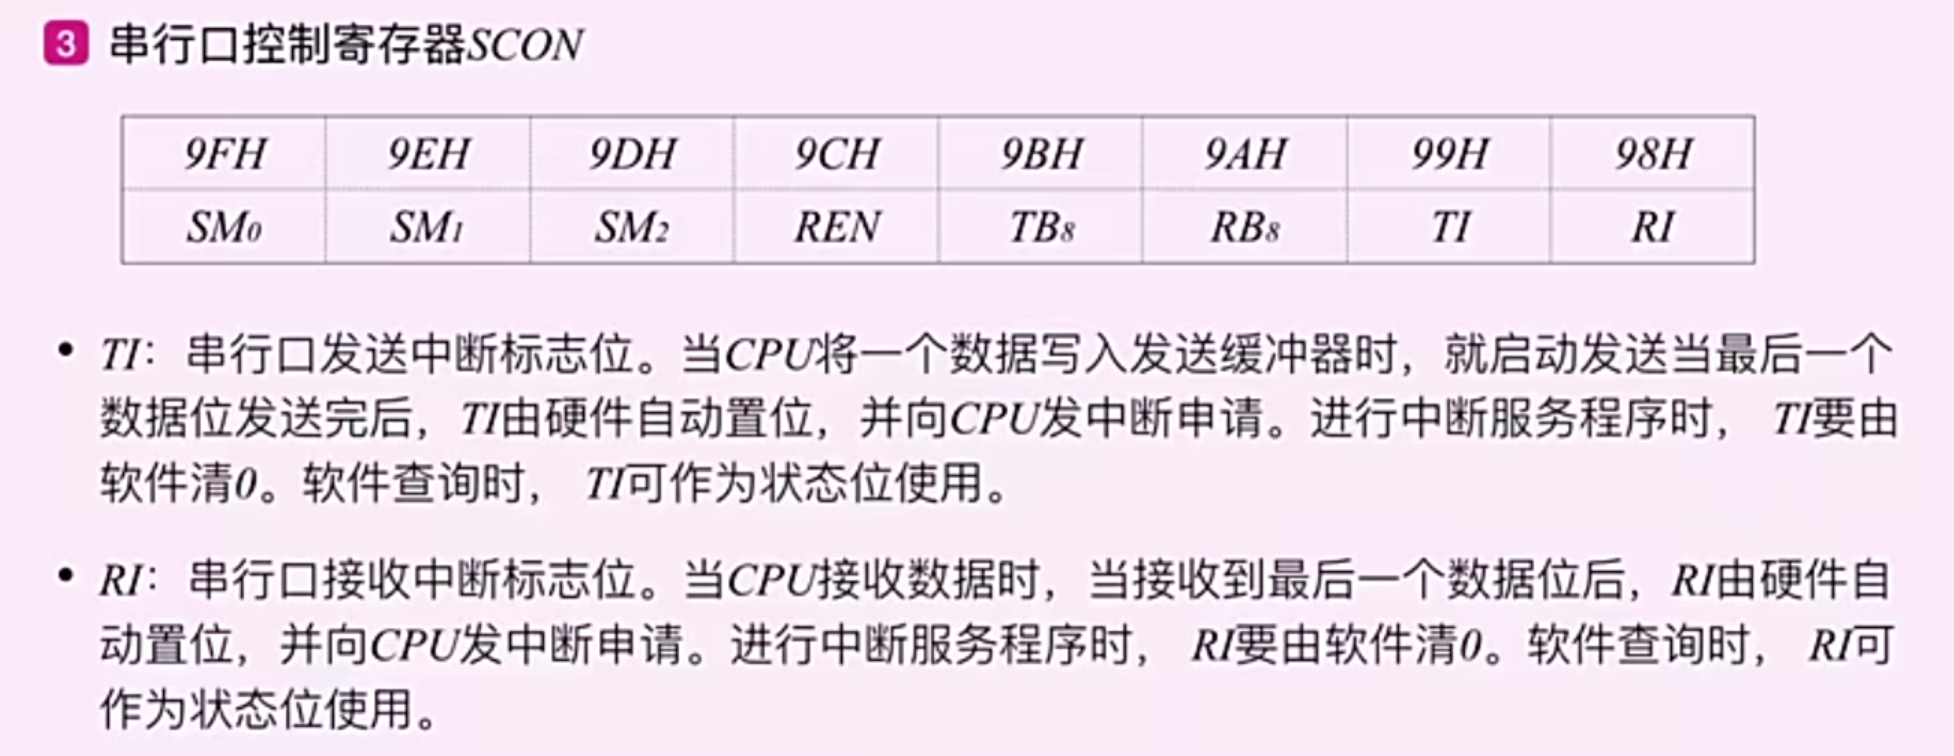 3 串行口控制寄存器SCON
9FH 9EH 9DH 9CH 9BH 9AH 99H 98H
SM0 SM1 SM2 REN TB8 RB8 TI RI
• TI：串行口发送中断标志位。当CPU将一个数据写入发送缓冲器时，就启动发送当最后一个
数据位发送完后，TI由硬件自动置位，并向CPU发中断申请。进行中断服务程序时， TI要由
软件清0。软件查询时， TI可作为状态位使用。
• RI：串行口接收中断标志位。当CPU接收数据时，当接收到最后一个数据位后，RI由硬件自
动置位，并向CPU发中断申请。进行中断服务程序时， RI要由软件清0。软件查询时， RI可
作为状态位使用。